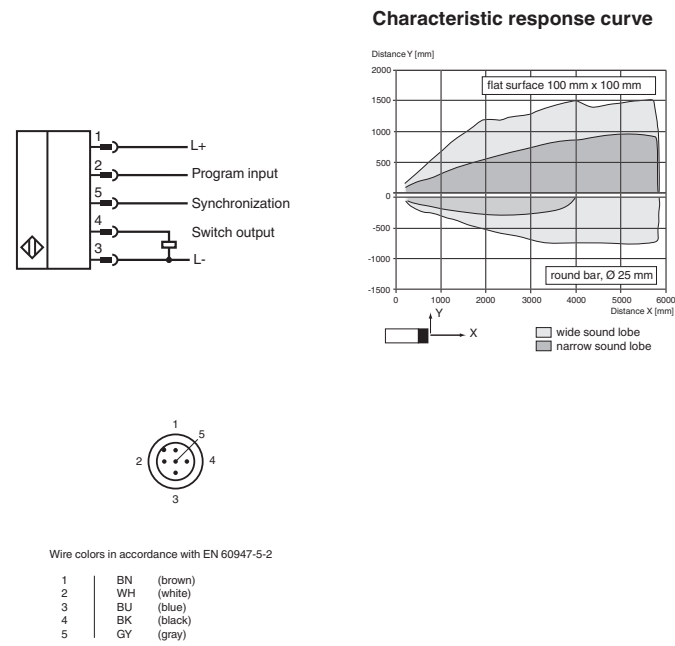 Characteristic response curve
Distance Y [mm]
2000
1500
1000
500
0
-500
-1000
-1500
flat surface 100 mm x 100 mm
round bar, Ø 25 mm
0 1000 2000 3000 4000 5000 6000
Distance X [mm]
Y
X
wide sound lobe
narrow sound lobe
1 L+
2 Program input
5 Synchronization
4 Switch output
3 L-
1
5
2
4
3
Wire colors in accordance with EN 60947-5-2
1 BN (brown)
2 WH (white)
3 BU (blue)
4 BK (black)
5 GY (gray)